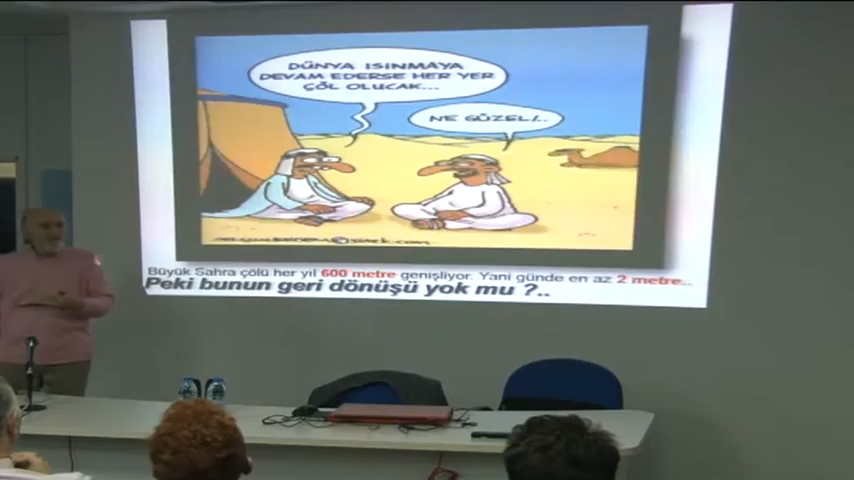 DÜNYA ISINMAYA
DEVAM EDERSE HER YER
ÇÖL OLUCAK...
NE GÜZEL!..
Büyük Sahra çölü her yıl 600 metre genişliyor. Yani günde en az 2 metre...
Peki bunun geri dönüşü yok mu ?..